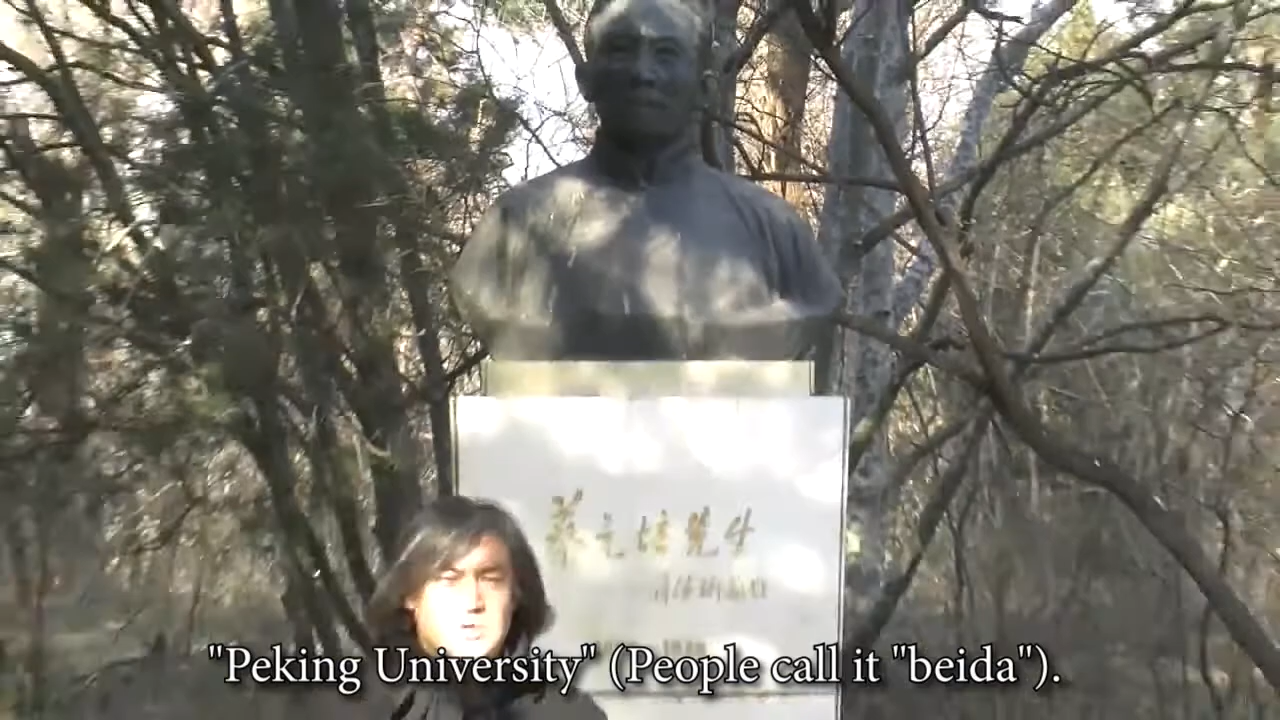 蔡元培先生
"Peking University" (People call it "beida").